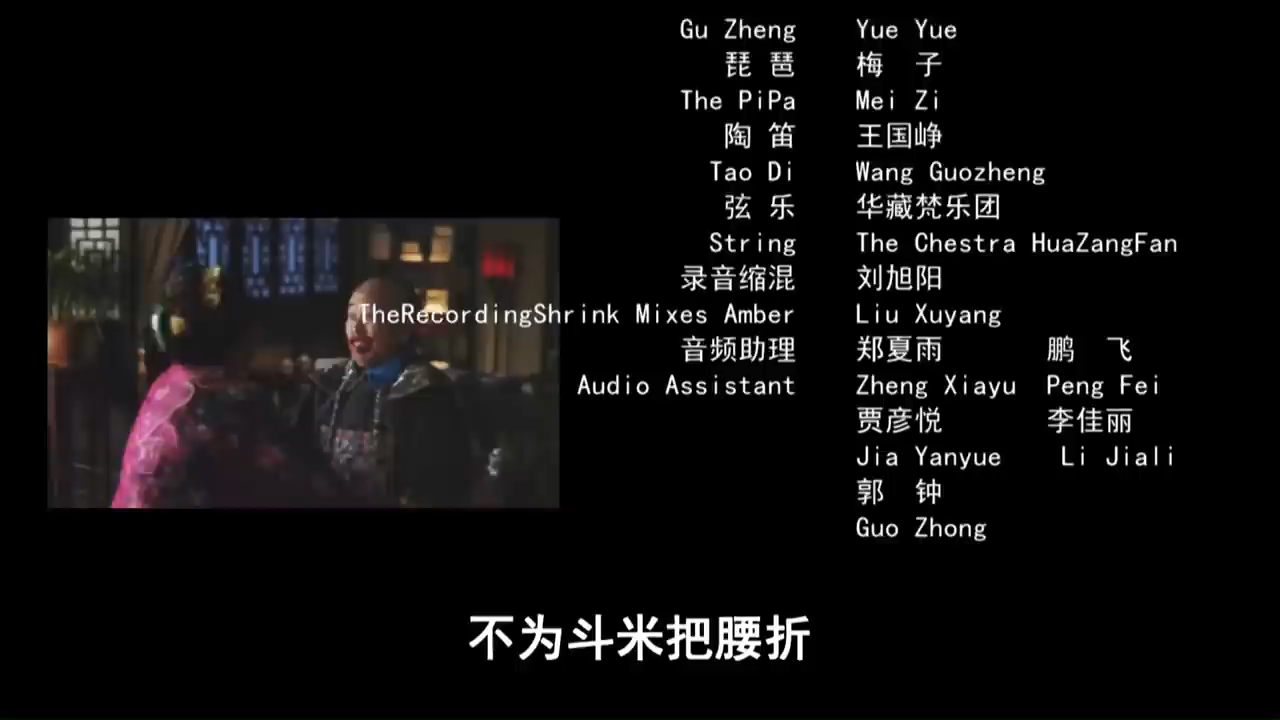 Gu Zheng Yue Yue
琵 琶 梅 子
The PiPa Mei Zi
陶 笛 王国峥
Tao Di Wang Guozheng
弦 乐 华藏梵乐团
String The Chestra HuaZangFan
录音缩混 刘旭阳
TheRecordingShrink Mixes Amber Liu Xuyang
音频助理 郑夏雨 鹏 飞
Audio Assistant Zheng Xiayu Peng Fei
贾彦悦 李佳丽
Jia Yanyue Li Jiali
郭 钟
Guo Zhong
不为斗米把腰折